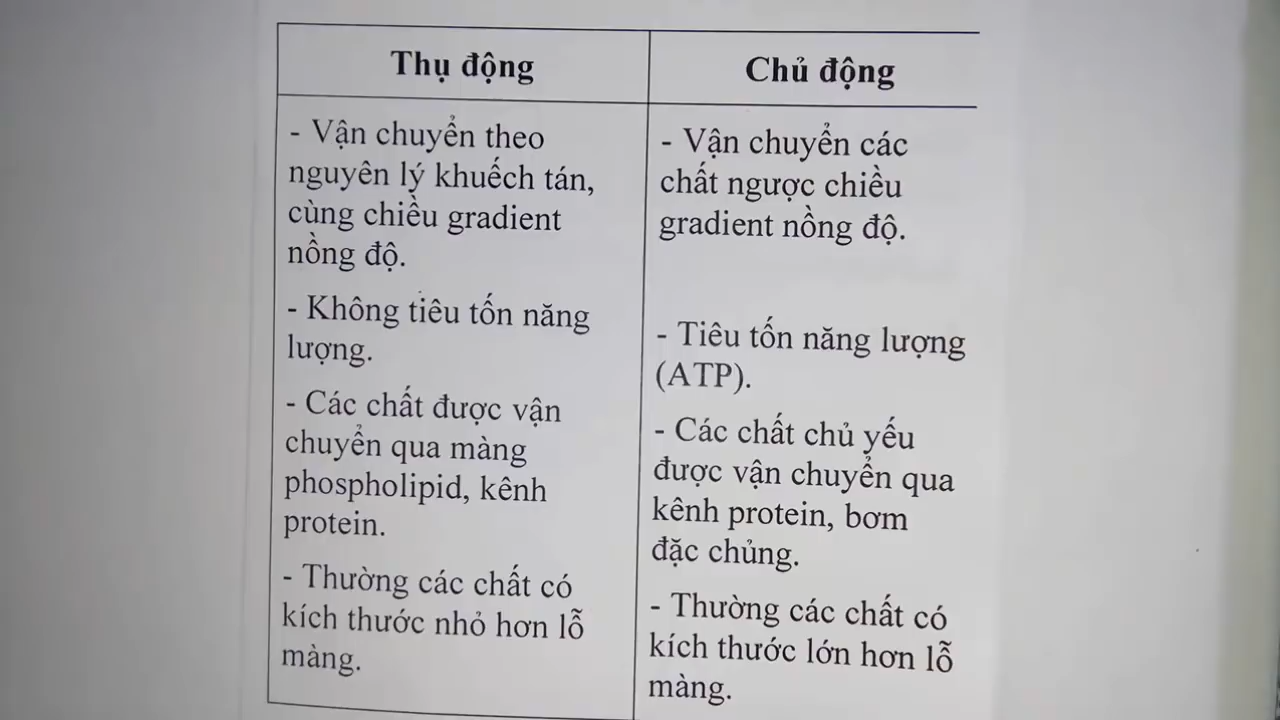 Thụ động
- Vận chuyển theo
nguyên lý khuếch tán,
cùng chiều gradient
nồng độ.
- Không tiêu tốn năng
lượng.
- Các chất được vận
chuyển qua màng
phospholipid, kênh
protein.
- Thường các chất có
kích thước nhỏ hơn lỗ
màng.
Chủ động
- Vận chuyển các
chất ngược chiều
gradient nồng độ.
- Tiêu tốn năng lượng
(ATP).
- Các chất chủ yếu
được vận chuyển qua
kênh protein, bơm
đặc chủng.
- Thường các chất có
kích thước lớn hơn lỗ
màng.